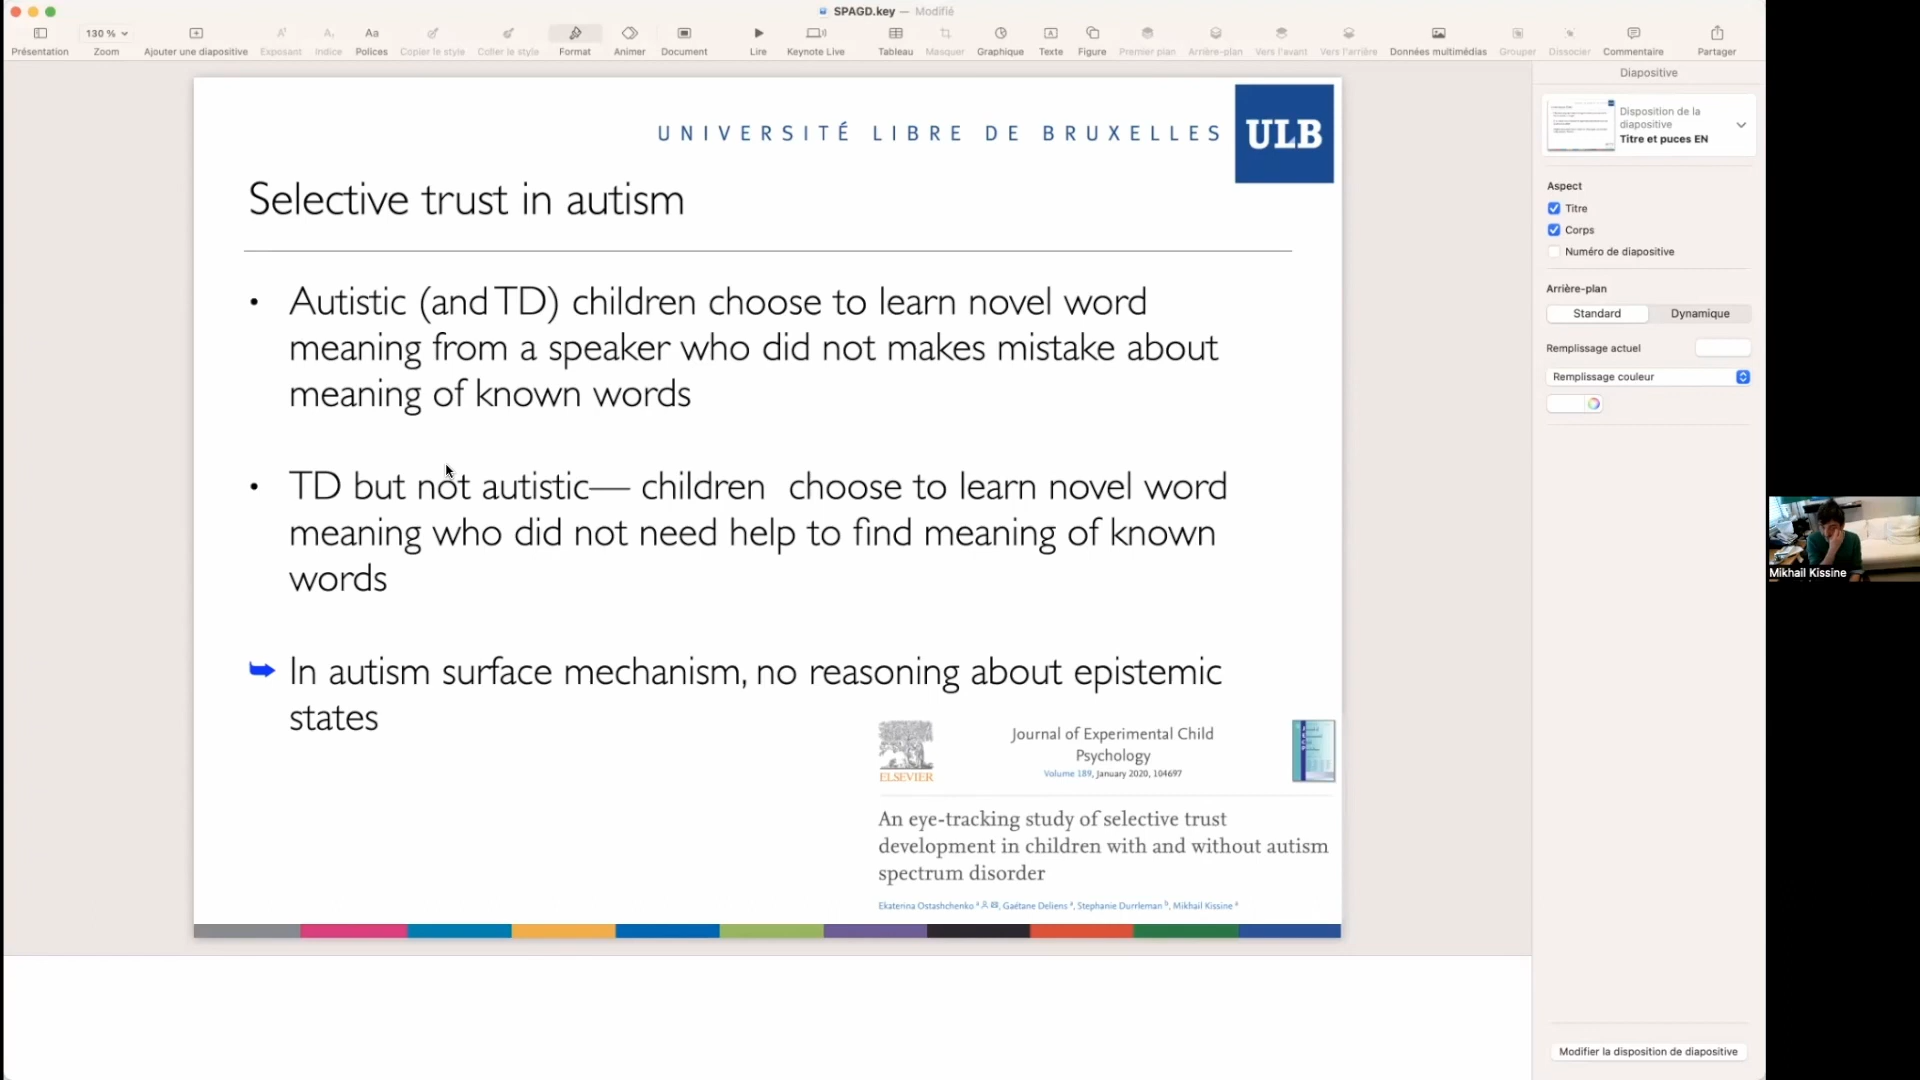 SPAGD.key — Modifié
130 %
Présentation
Zoom
Ajouter une diapositive
Exposant
Indice
Polices
Copier le style
Coller le style
Format
Animer
Document
Lire
Keynote Live
Tableau
Masquer
Graphique
Texte
Figure
Premier plan
Arrière-plan
Vers l'avant
Vers l'arrière
Données multimédias
Grouper
Dissocier
Commentaire
Partager
UNIVERSITÉ LIBRE DE BRUXELLES
ULB
Selective trust in autism
• Autistic (and TD) children choose to learn novel word
meaning from a speaker who did not makes mistake about
meaning of known words
• TD but not autistic— children choose to learn novel word
meaning who did not need help to find meaning of known
words
➥ In autism surface mechanism, no reasoning about epistemic
states
ELSEVIER
Journal of Experimental Child
Psychology
Volume 189, January 2020, 104697
An eye-tracking study of selective trust
development in children with and without autism
spectrum disorder
Ekaterina Ostashchenko ᵃ, Gaétane Deliens ᵃ, Stephanie Durrleman ᵇ, Mikhail Kissine ᵃ
Diapositive
Disposition de la
diapositive
Titre et puces EN
Aspect
Titre
Corps
Numéro de diapositive
Arrière-plan
Standard
Dynamique
Remplissage actuel
Remplissage couleur
Modifier la disposition de diapositive
Mikhail Kissine